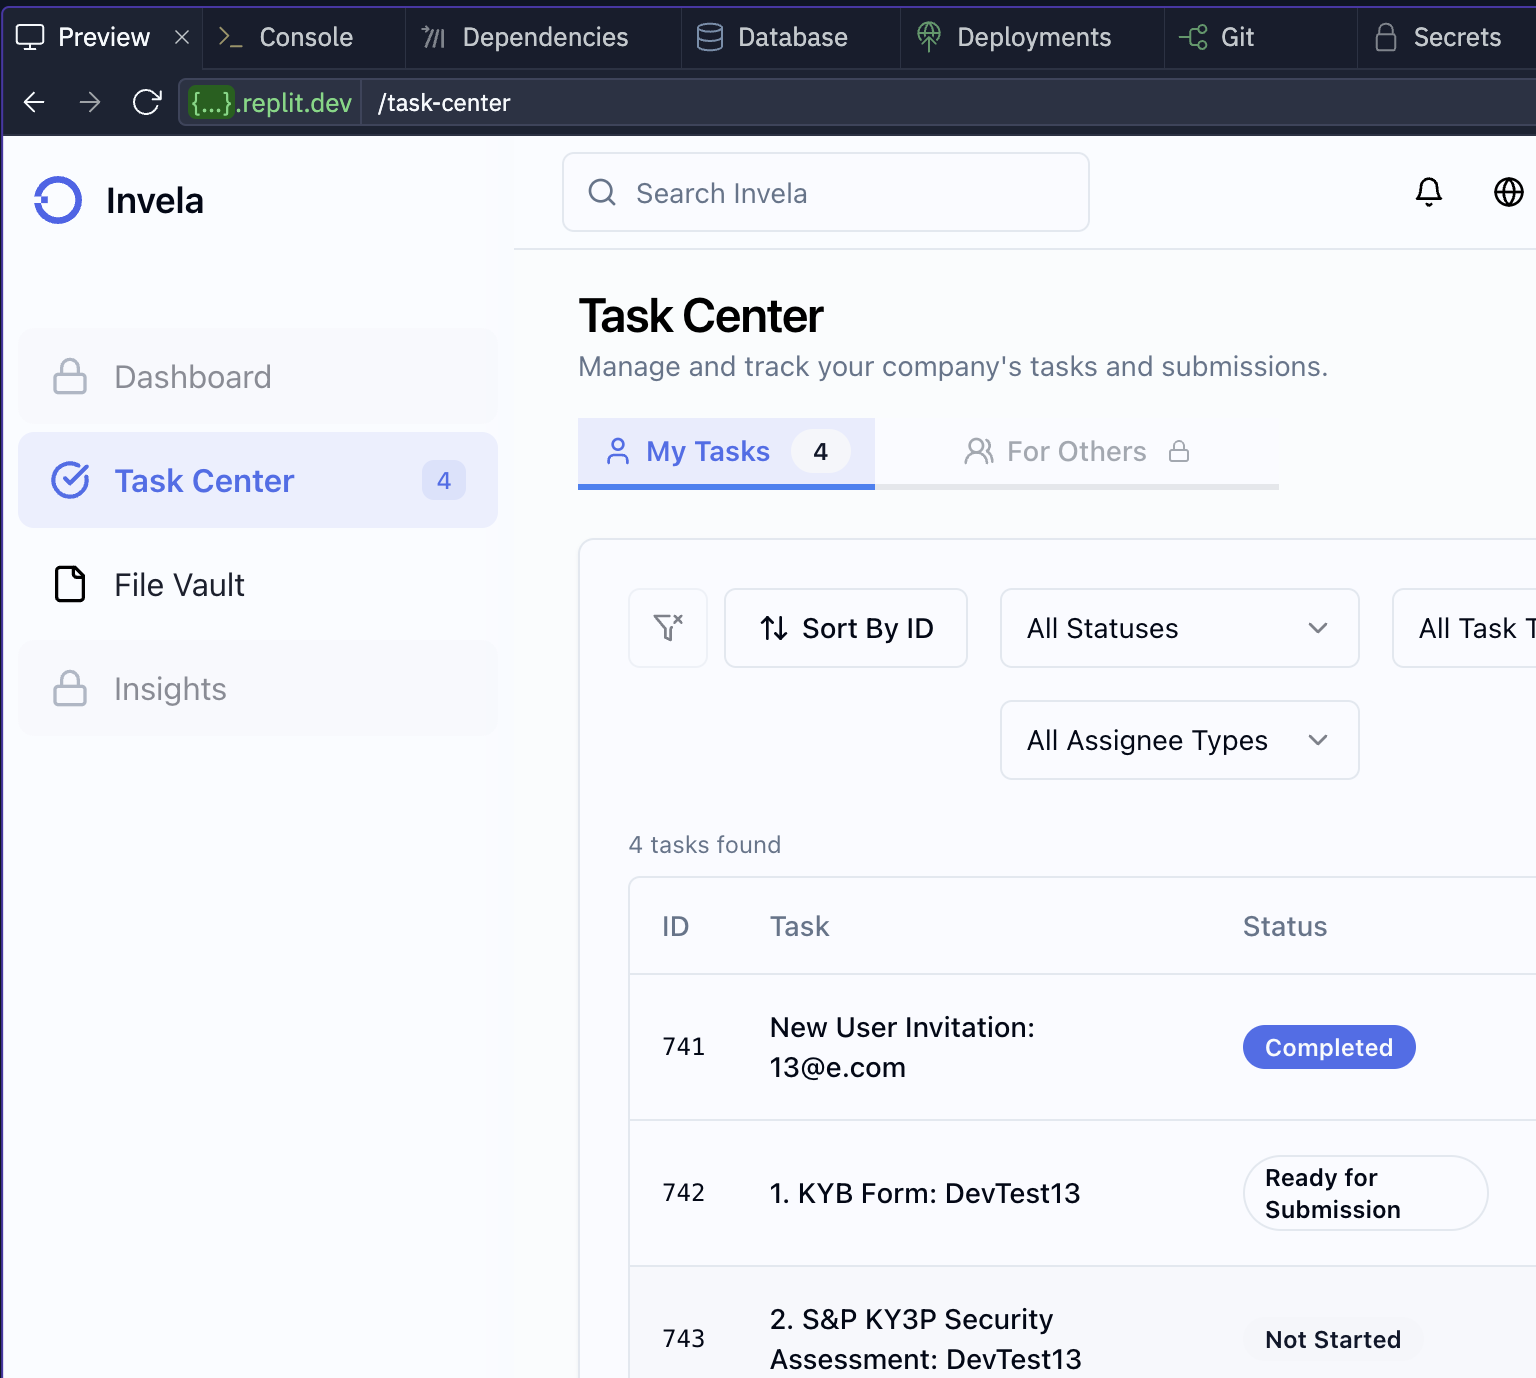 Preview
Console
Dependencies
Database
Deployments
Git
Secrets
{...}.replit.dev /task-center
Invela
Search Invela
Task Center
Manage and track your company's tasks and submissions.
Dashboard
Task Center 4
File Vault
Insights
My Tasks 4
For Others
Sort By ID
All Statuses
All Task T
All Assignee Types
4 tasks found
ID Task Status
741
New User Invitation:
13@e.com
Completed
742
1. KYB Form: DevTest13
Ready for
Submission
743
2. S&P KY3P Security
Assessment: DevTest13
Not Started